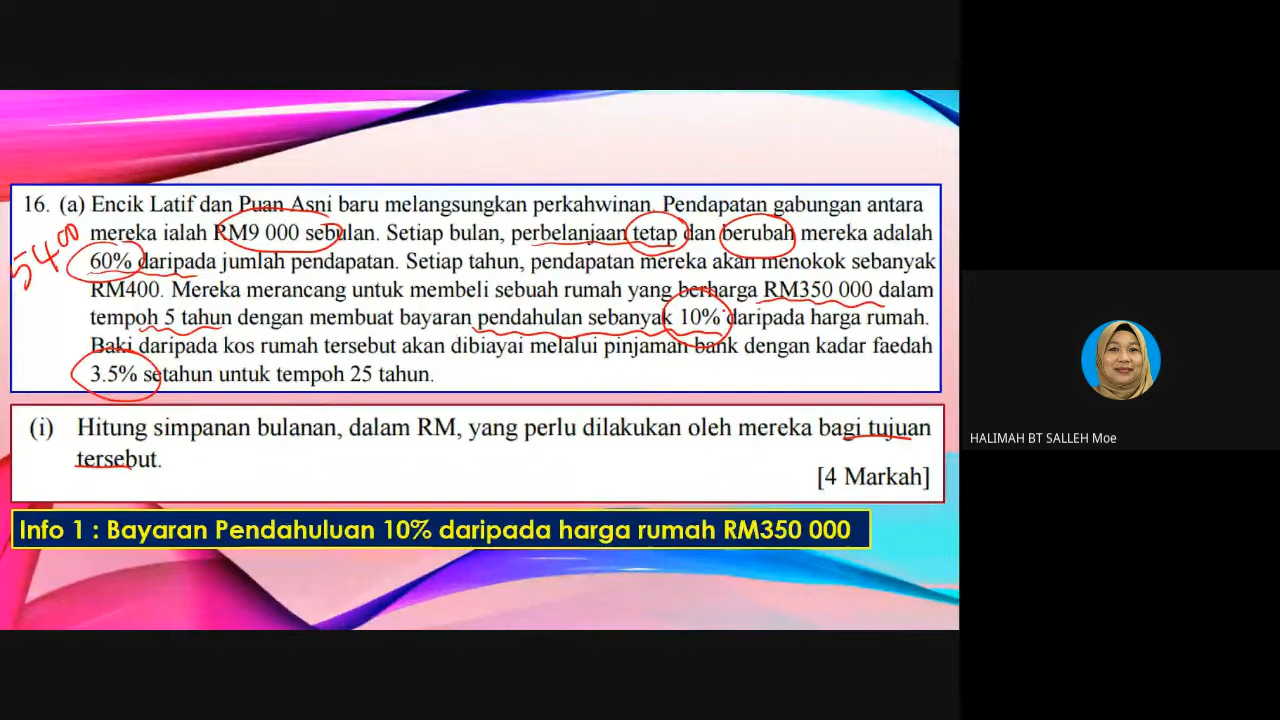 16. (a) Encik Latif dan Puan Asni baru melangsungkan perkahwinan. Pendapatan gabungan antara
mereka ialah RM9 000 sebulan. Setiap bulan, perbelanjaan tetap dan berubah mereka adalah
5400
60% daripada jumlah pendapatan. Setiap tahun, pendapatan mereka akan menokok sebanyak
RM400. Mereka merancang untuk membeli sebuah rumah yang berharga RM350 000 dalam
tempoh 5 tahun dengan membuat bayaran pendahulan sebanyak 10% daripada harga rumah.
Baki daripada kos rumah tersebut akan dibiayai melalui pinjaman bank dengan kadar faedah
3.5% setahun untuk tempoh 25 tahun.
(i) Hitung simpanan bulanan, dalam RM, yang perlu dilakukan oleh mereka bagi tujuan
tersebut.
[4 Markah]
Info 1 : Bayaran Pendahuluan 10% daripada harga rumah RM350 000
HALIMAH BT SALLEH Moe